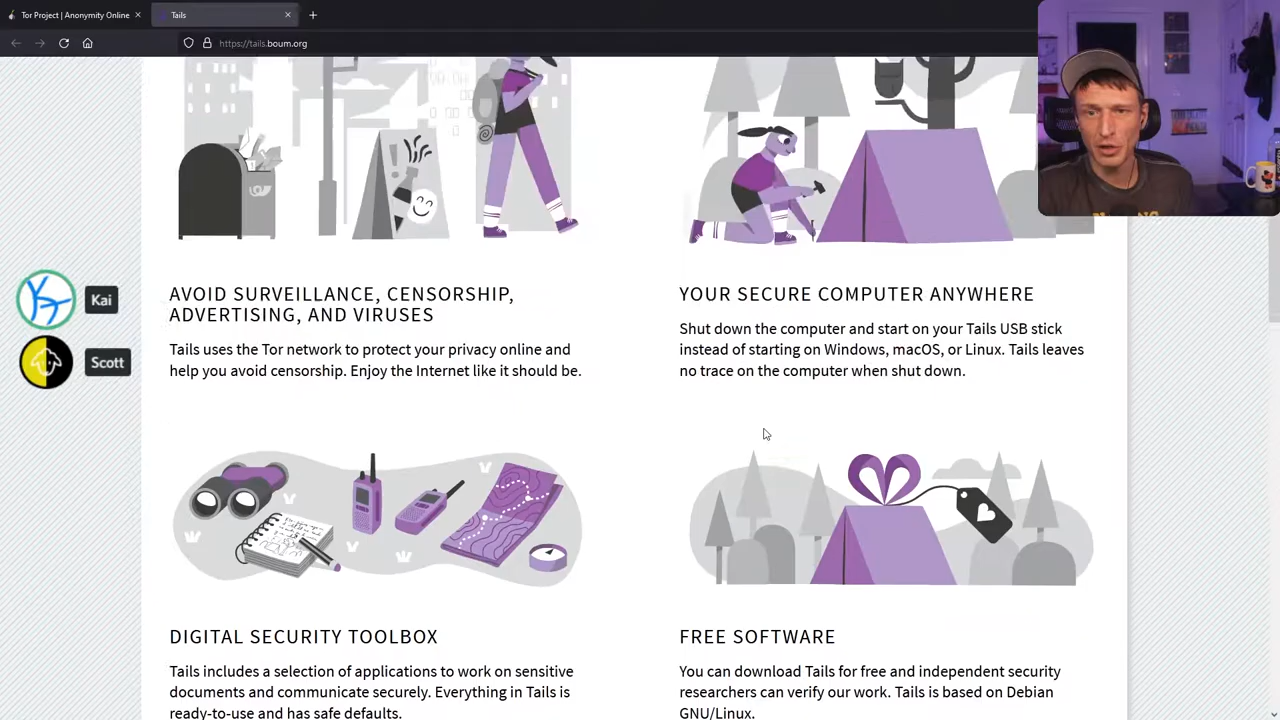 Tor Project | Anonymity Online
Tails
https://tails.boum.org
Kai
Scott
AVOID SURVEILLANCE, CENSORSHIP,
ADVERTISING, AND VIRUSES
Tails uses the Tor network to protect your privacy online and
help you avoid censorship. Enjoy the Internet like it should be.
YOUR SECURE COMPUTER ANYWHERE
Shut down the computer and start on your Tails USB stick
instead of starting on Windows, macOS, or Linux. Tails leaves
no trace on the computer when shut down.
DIGITAL SECURITY TOOLBOX
Tails includes a selection of applications to work on sensitive
documents and communicate securely. Everything in Tails is
ready-to-use and has safe defaults.
FREE SOFTWARE
You can download Tails for free and independent security
researchers can verify our work. Tails is based on Debian
GNU/Linux.